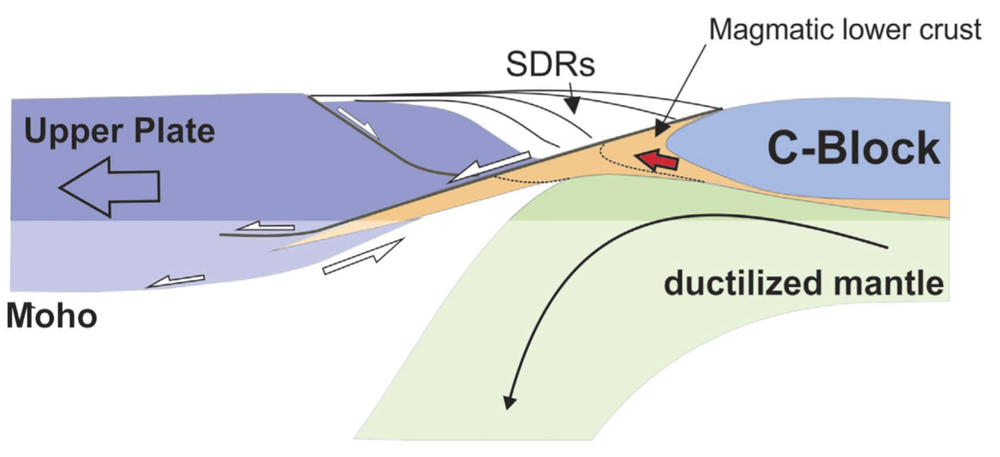 Magmatic lower crust
SDRs
Upper Plate
C-Block
ductilized mantle
Moho